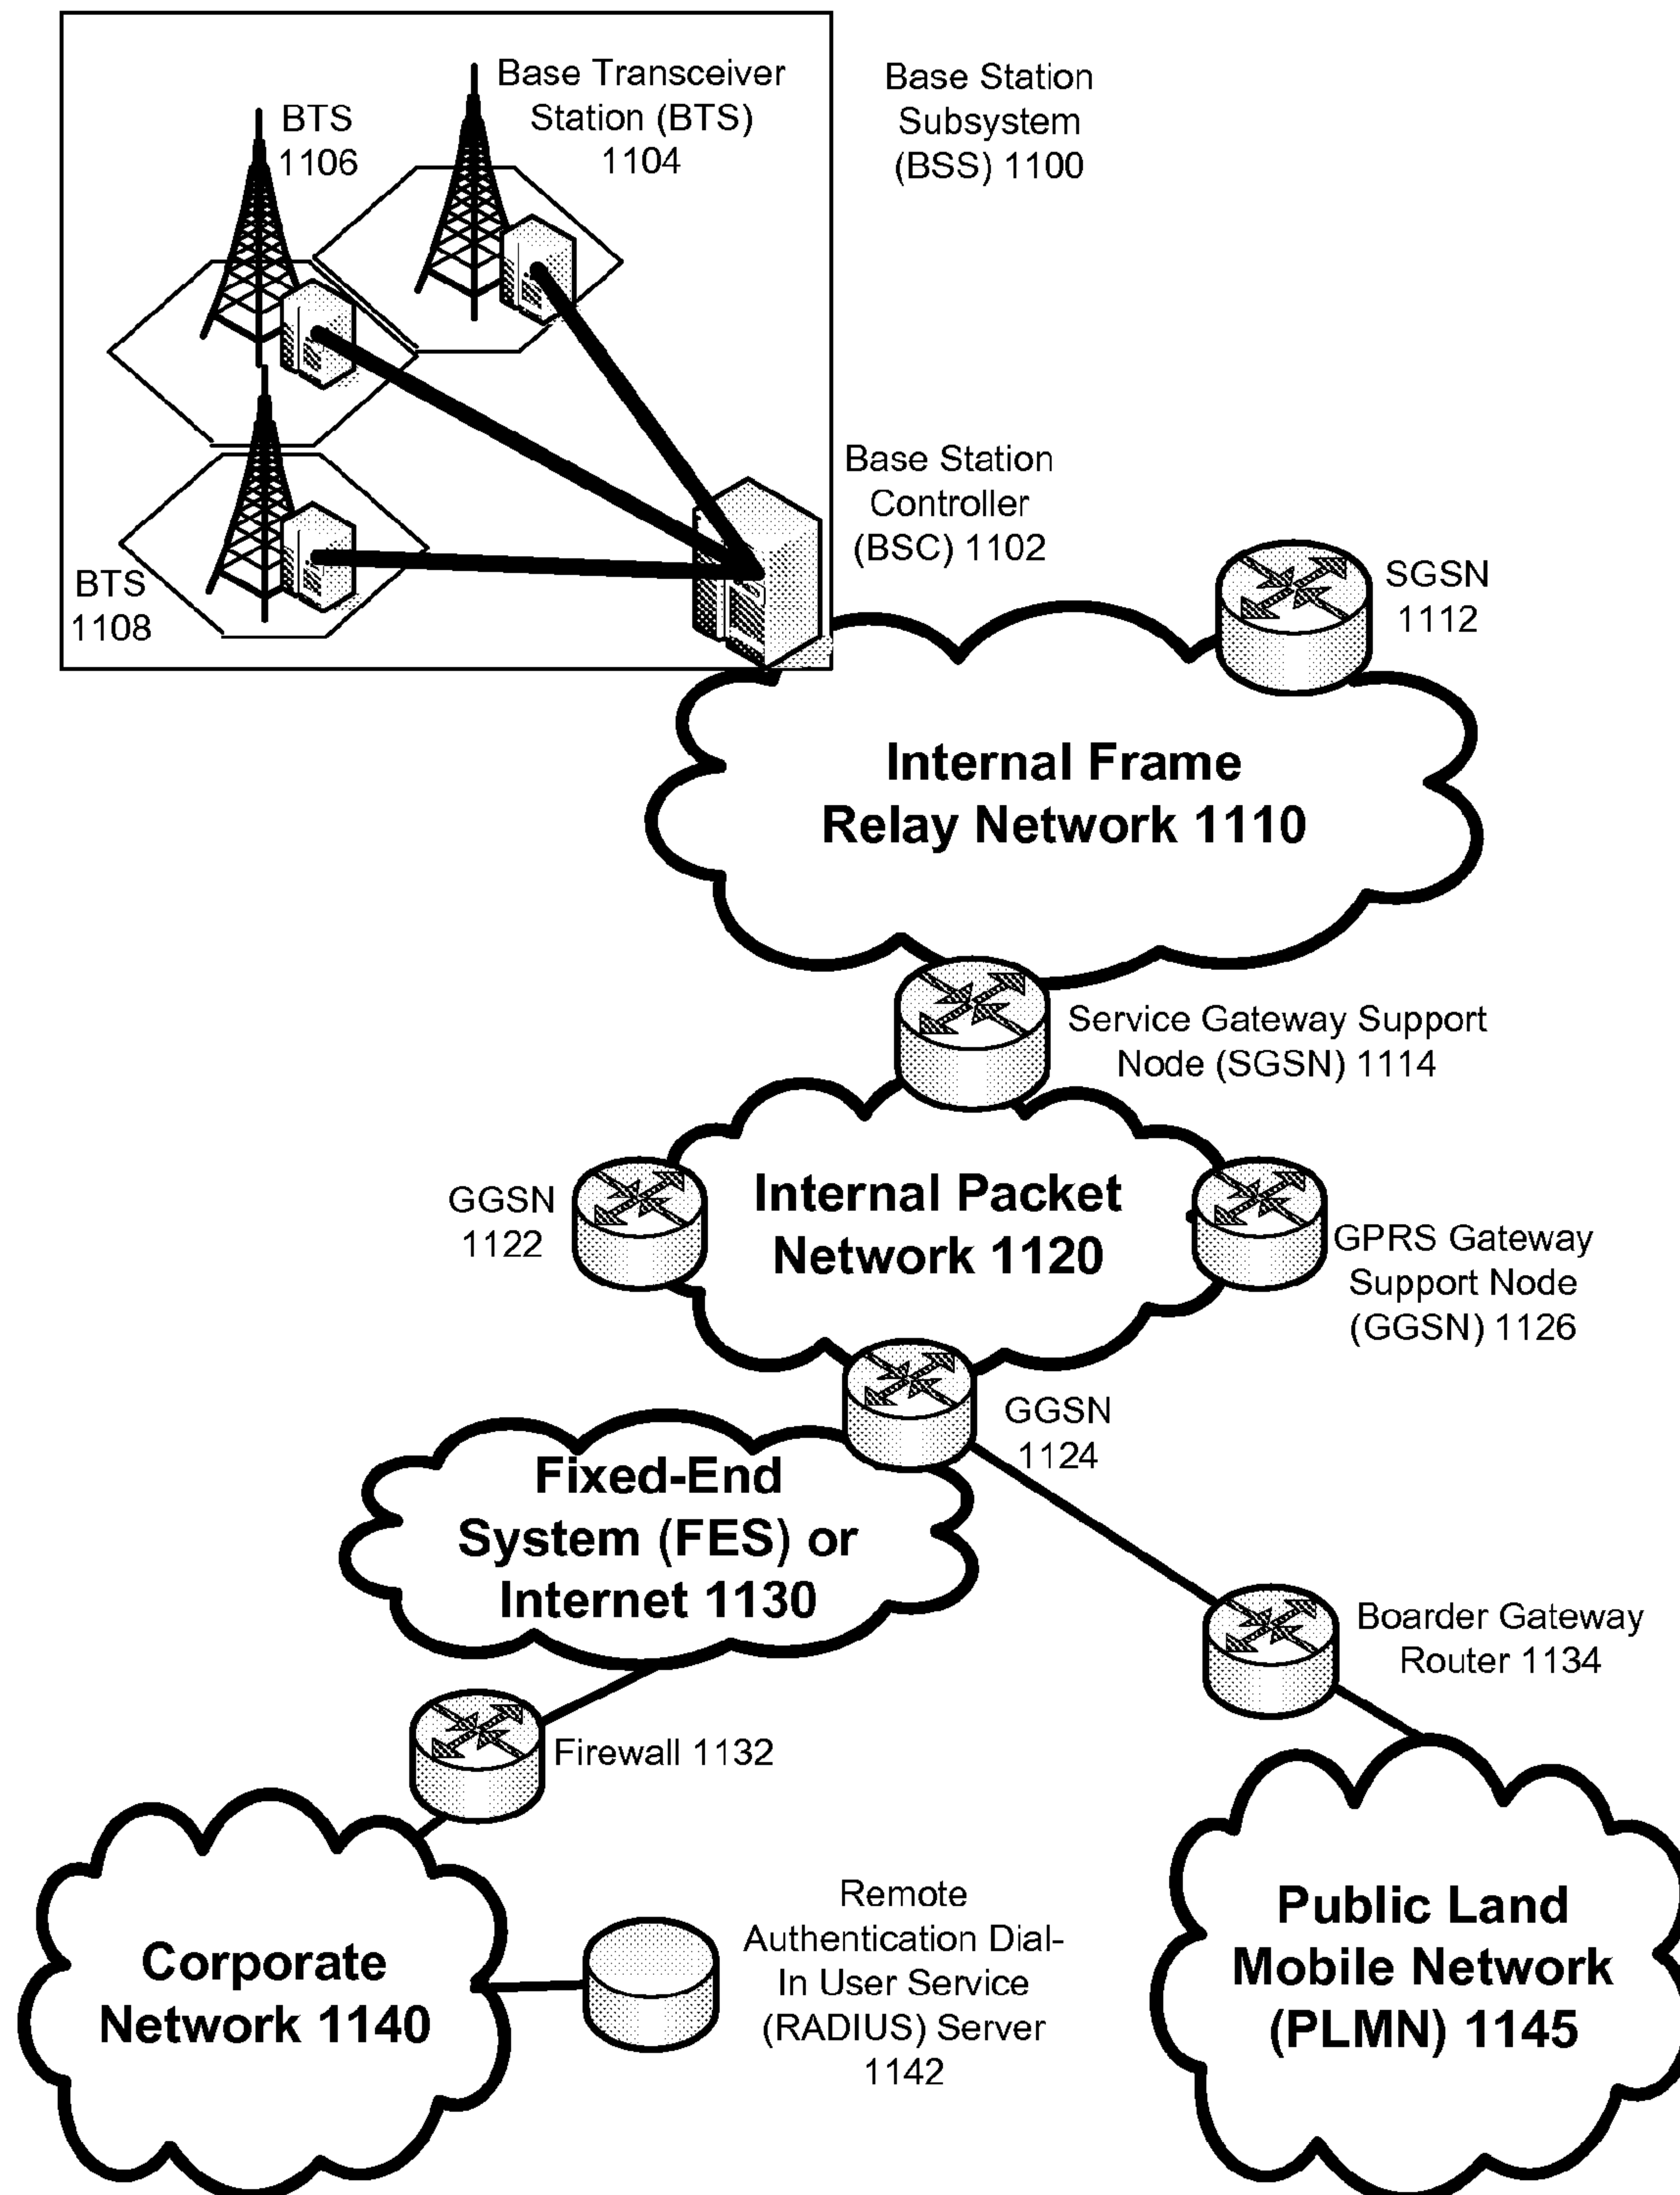 Base Transceiver
Station (BTS)
1104
BTS
1106
Base Station
Subsystem
(BSS) 1100
Base Station
Controller
(BSC) 1102
BTS
1108
SGSN
1112
Internal Frame
Relay Network 1110
Service Gateway Support
Node (SGSN) 1114
GGSN
1122
Internal Packet
Network 1120
GPRS Gateway
Support Node
(GGSN) 1126
GGSN
1124
Fixed-End
System (FES) or
Internet 1130
Boarder Gateway
Router 1134
Firewall 1132
Remote
Authentication Dial-
In User Service
(RADIUS) Server
1142
Corporate
Network 1140
Public Land
Mobile Network
(PLMN) 1145